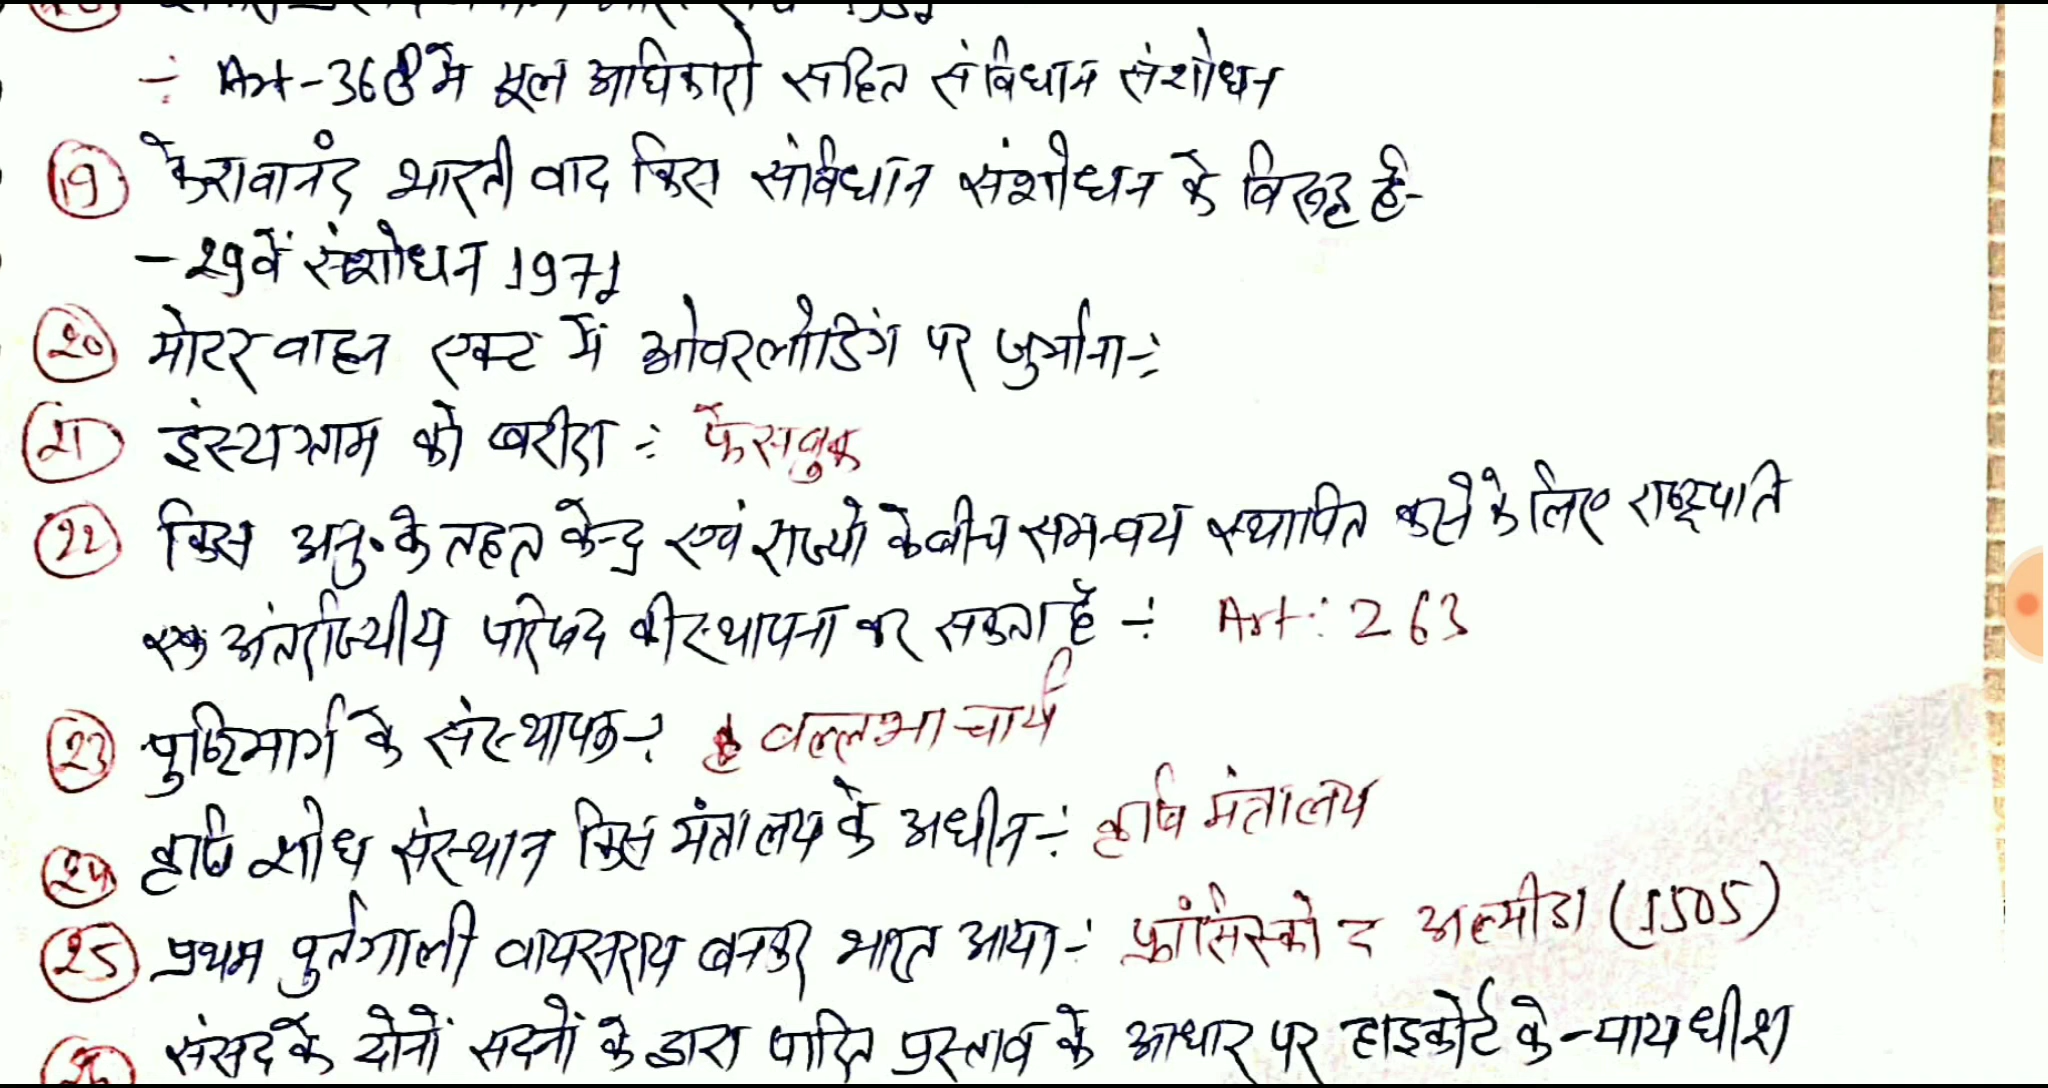 ÷ Art-368 में मूल अधिकारों सहित संविधान संशोधन
19 केशवानंद भारती वाद किस संविधान संशोधन के विरूद्ध है-
- 29वें संशोधन 1971
20 मोटर वाहन एक्ट में ओवरलोडिंग पर जुर्माना÷
21 इंस्टाग्राम को खरीदा ÷ फेसबुक
22 किस अनु. के तहत केन्द्र एवं राज्यों के बीच समन्वय स्थापित करने के लिए राष्ट्रपति
एक अंतर्राज्यीय परिषद की स्थापना कर सकता है ÷ Art: 263
23 पुष्टिमार्ग के संस्थापक÷ वल्लभाचार्य
24 कृषि शोध संस्थान किस मंत्रालय के अधीन÷ कृषि मंत्रालय
25 प्रथम पुर्तगाली वायसराय बनकर भारत आया÷ फ्रांसिस्को द अल्मीडा (1505)
26 संसद के दोनों सदनों के द्वारा पारित प्रस्ताव के आधार पर हाइकोर्ट के न्यायधीश